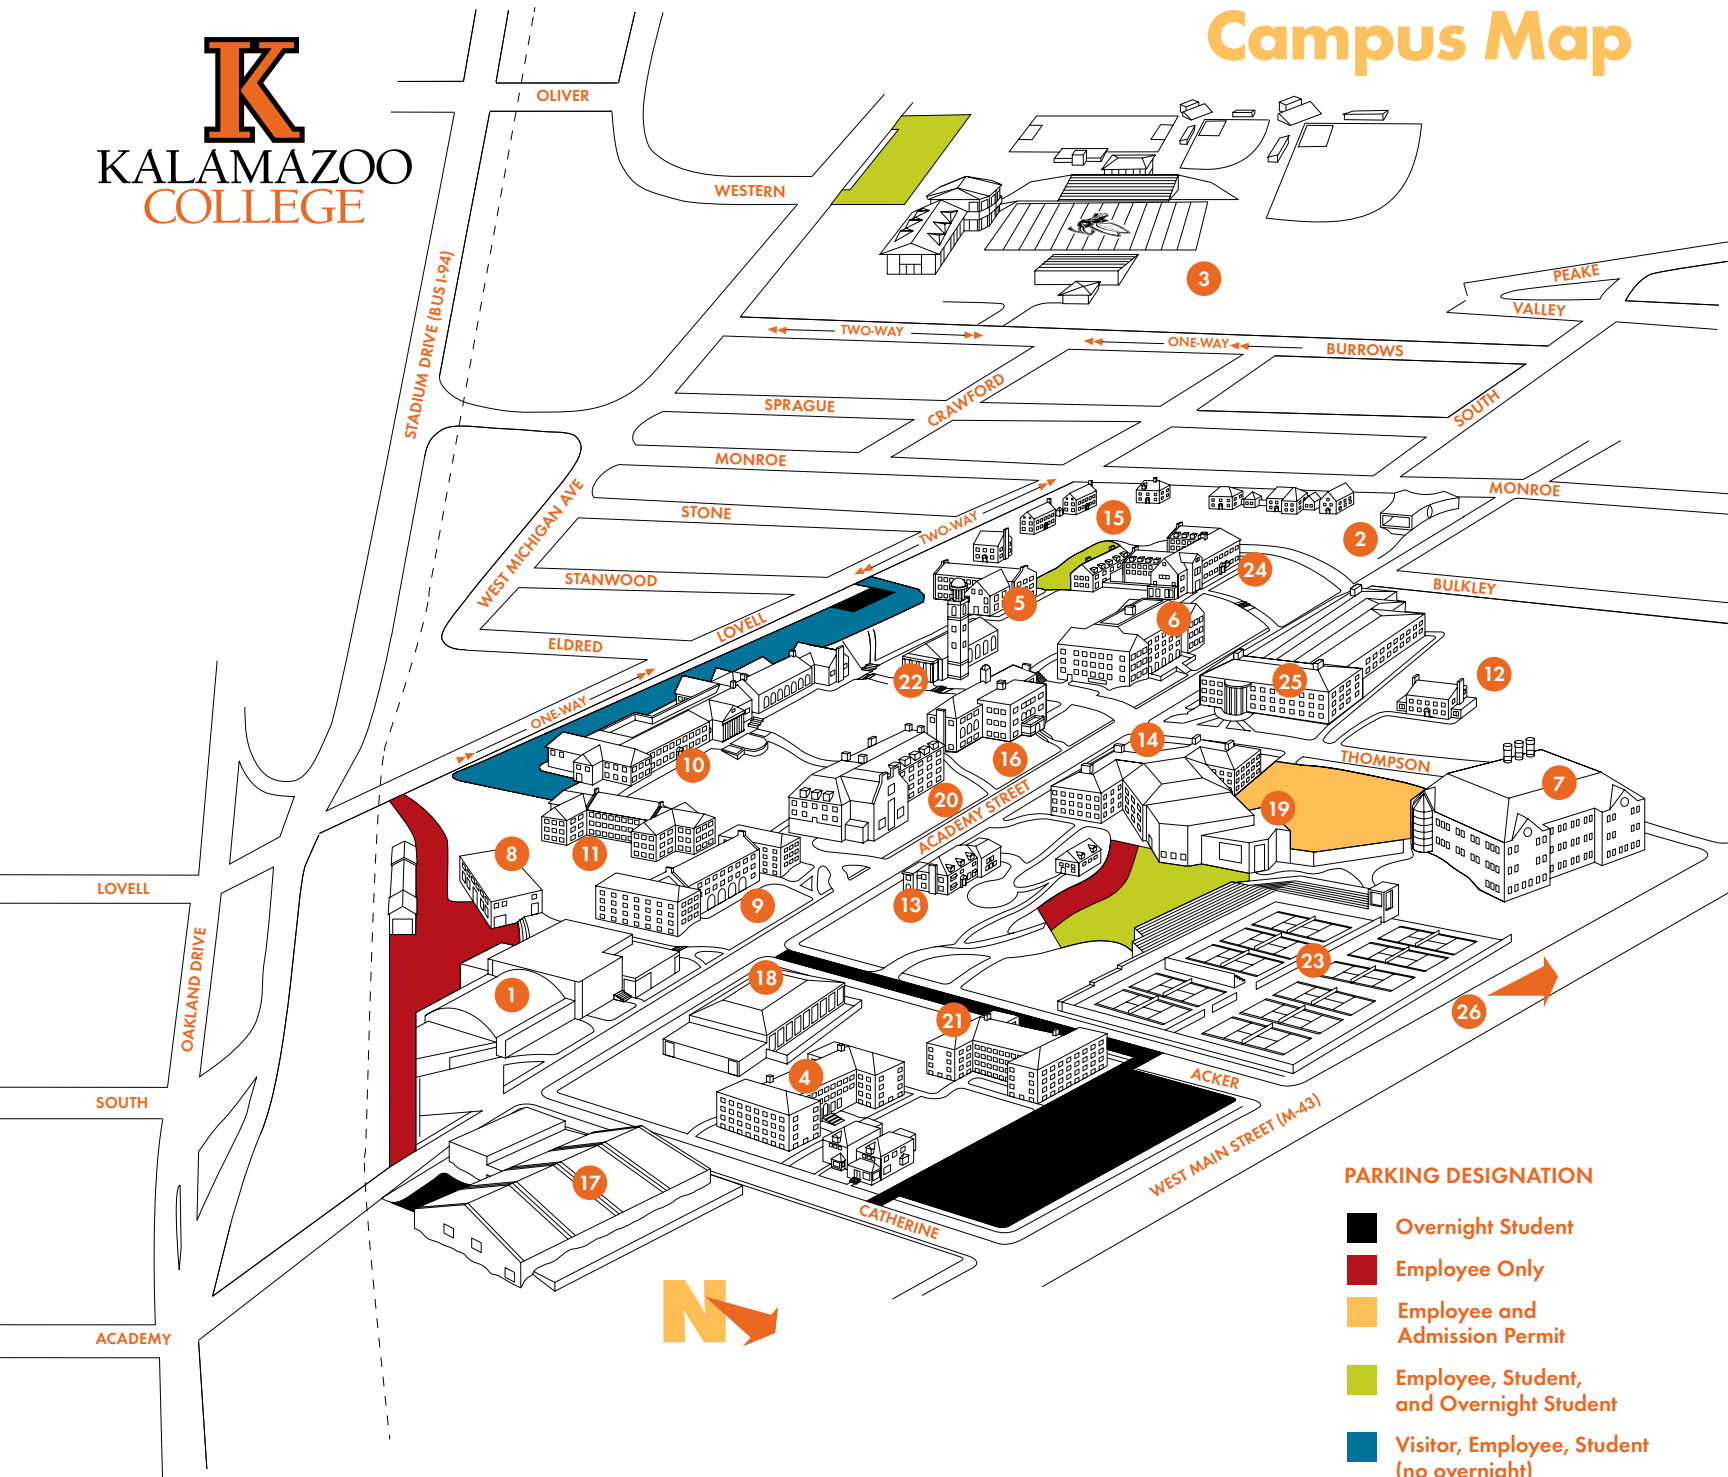 Campus Map
K
KALAMAZOO
COLLEGE
OLIVER
WESTERN
STADIUM DRIVE (BUS I-94)
3
PEAKE
VALLEY
TWO-WAY
ONE-WAY
BURROWS
SPRAGUE
CRAWFORD
SOUTH
MONROE
MONROE
WEST MICHIGAN AVE
STONE
TWO-WAY
15
2
STANWOOD
24
BULKLEY
5
6
LOVELL
ELDRED
22
25
12
ONE-WAY
10
16
14
THOMPSON
7
20
19
ACADEMY STREET
8
11
LOVELL
9
13
OAKLAND DRIVE
23
18
1
26
21
4
ACKER
SOUTH
WEST MAIN STREET (M-43)
17
CATHERINE
N
ACADEMY
PARKING DESIGNATION
Overnight Student
Employee Only
Employee and
Admission Permit
Employee, Student,
and Overnight Student
Visitor, Employee, Student
(no overnight)